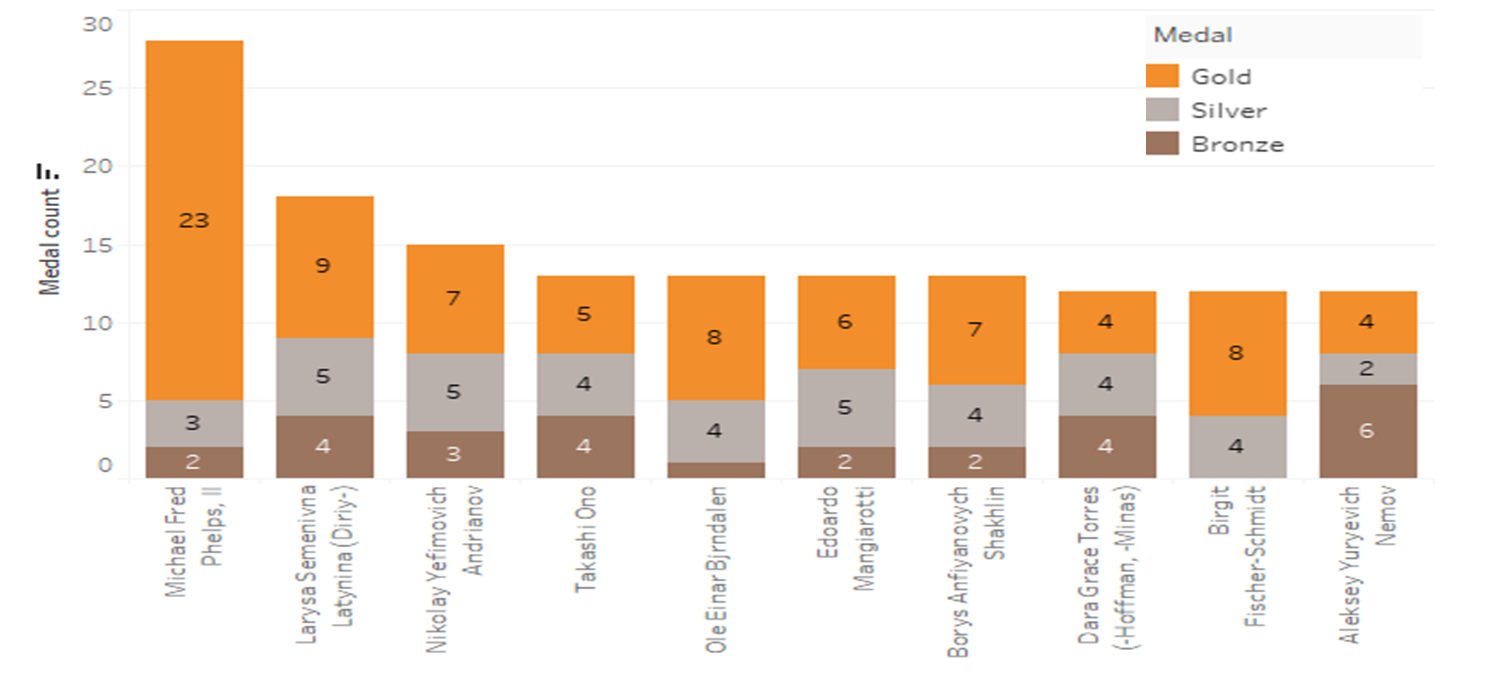 30
25
20
15
10
5
0
Medal count
Medal
Gold
Silver
Bronze
23
3
2
9
5
4
7
5
3
5
4
4
8
4
6
5
2
7
4
2
4
4
4
8
4
4
2
6
Michael Fred
Phelps, II
Larysa Semenivna
Latynina (Diriy-)
Nikolay Yefimovich
Andrianov
Takashi Ono
Ole Einar Bjrndalen
Edoardo
Mangiarotti
Borys Anfiyanovych
Shakhlin
Dara Grace Torres
(-Hoffman, -Minas)
Birgit
Fischer-Schmidt
Aleksey Yuryevich
Nemov